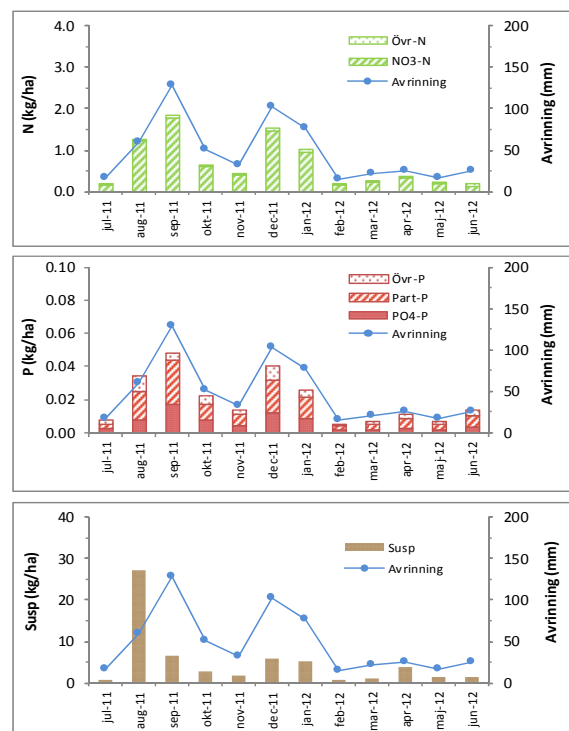 4.0
3.0
2.0
1.0
0.0
N (kg/ha)
Övr-N
NO3-N
Avrinning
200
150
100
50
0
Avrinning (mm)
jul-11
aug-11
sep-11
okt-11
nov-11
dec-11
jan-12
feb-12
mar-12
apr-12
maj-12
jun-12
0.10
0.08
0.06
0.04
0.02
0.00
P (kg/ha)
Övr-P
Part-P
PO4-P
Avrinning
200
150
100
50
0
Avrinning (mm)
jul-11
aug-11
sep-11
okt-11
nov-11
dec-11
jan-12
feb-12
mar-12
apr-12
maj-12
jun-12
40
30
20
10
0
Susp (kg/ha)
Susp
Avrinning
200
150
100
50
0
Avrinning (mm)
jul-11
aug-11
sep-11
okt-11
nov-11
dec-11
jan-12
feb-12
mar-12
apr-12
maj-12
jun-12